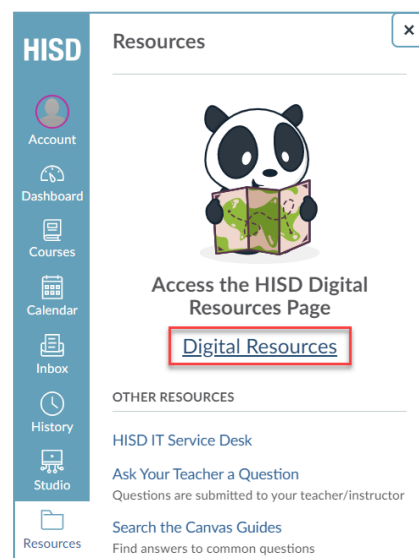 HISD
Account
Dashboard
Courses
Calendar
Inbox
History
Studio
Resources
Resources
×
Access the HISD Digital
Resources Page
Digital Resources
OTHER RESOURCES
HISD IT Service Desk
Ask Your Teacher a Question
Questions are submitted to your teacher/instructor
Search the Canvas Guides
Find answers to common questions